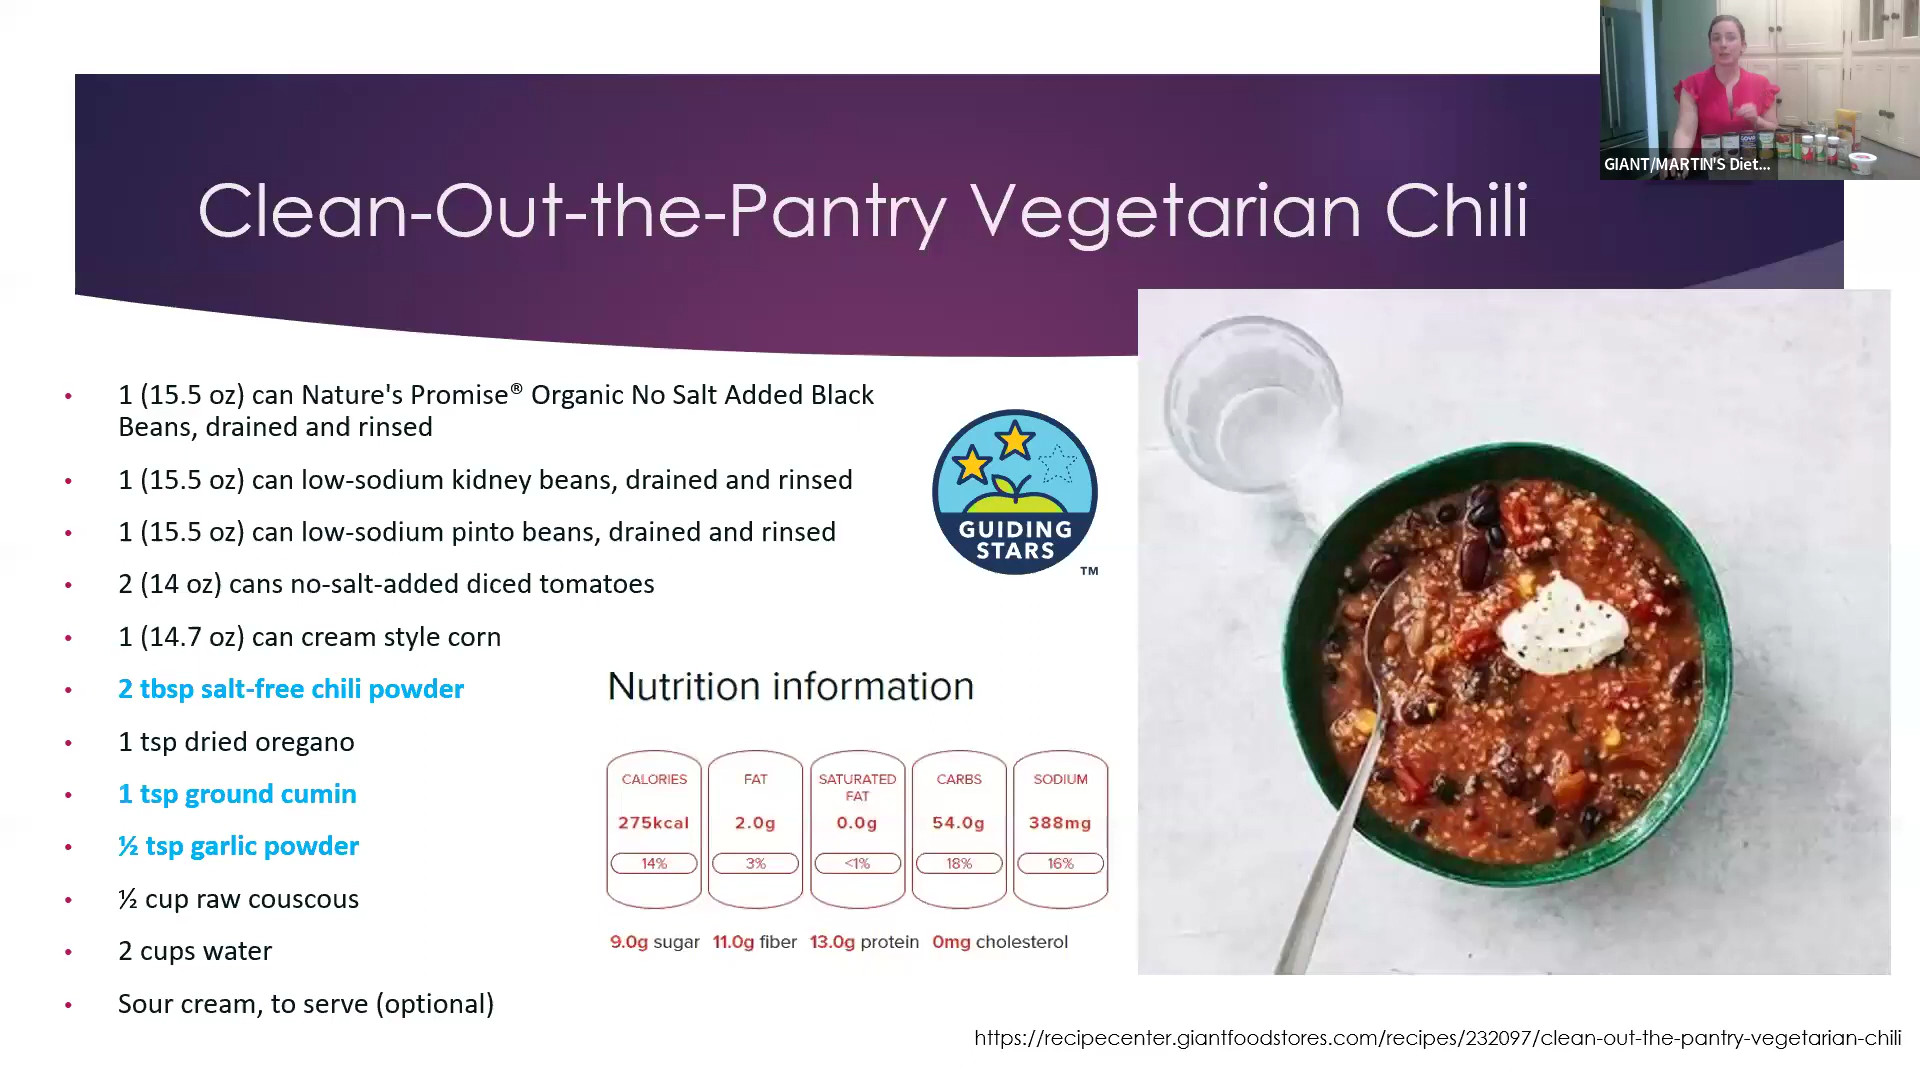 GIANT/MARTIN'S Diet...
Clean-Out-the-Pantry Vegetarian Chili
• 1 (15.5 oz) can Nature's Promise® Organic No Salt Added Black
Beans, drained and rinsed
• 1 (15.5 oz) can low-sodium kidney beans, drained and rinsed
• 1 (15.5 oz) can low-sodium pinto beans, drained and rinsed
• 2 (14 oz) cans no-salt-added diced tomatoes
• 1 (14.7 oz) can cream style corn
• 2 tbsp salt-free chili powder
• 1 tsp dried oregano
• 1 tsp ground cumin
• ½ tsp garlic powder
• ½ cup raw couscous
• 2 cups water
• Sour cream, to serve (optional)
GUIDING
STARS
TM
Nutrition information
CALORIES FAT SATURATED FAT CARBS SODIUM
275kcal 2.0g 0.0g 54.0g 388mg
14% 3% <1% 18% 16%
9.0g sugar 11.0g fiber 13.0g protein 0mg cholesterol
https://recipecenter.giantfoodstores.com/recipes/232097/clean-out-the-pantry-vegetarian-chili